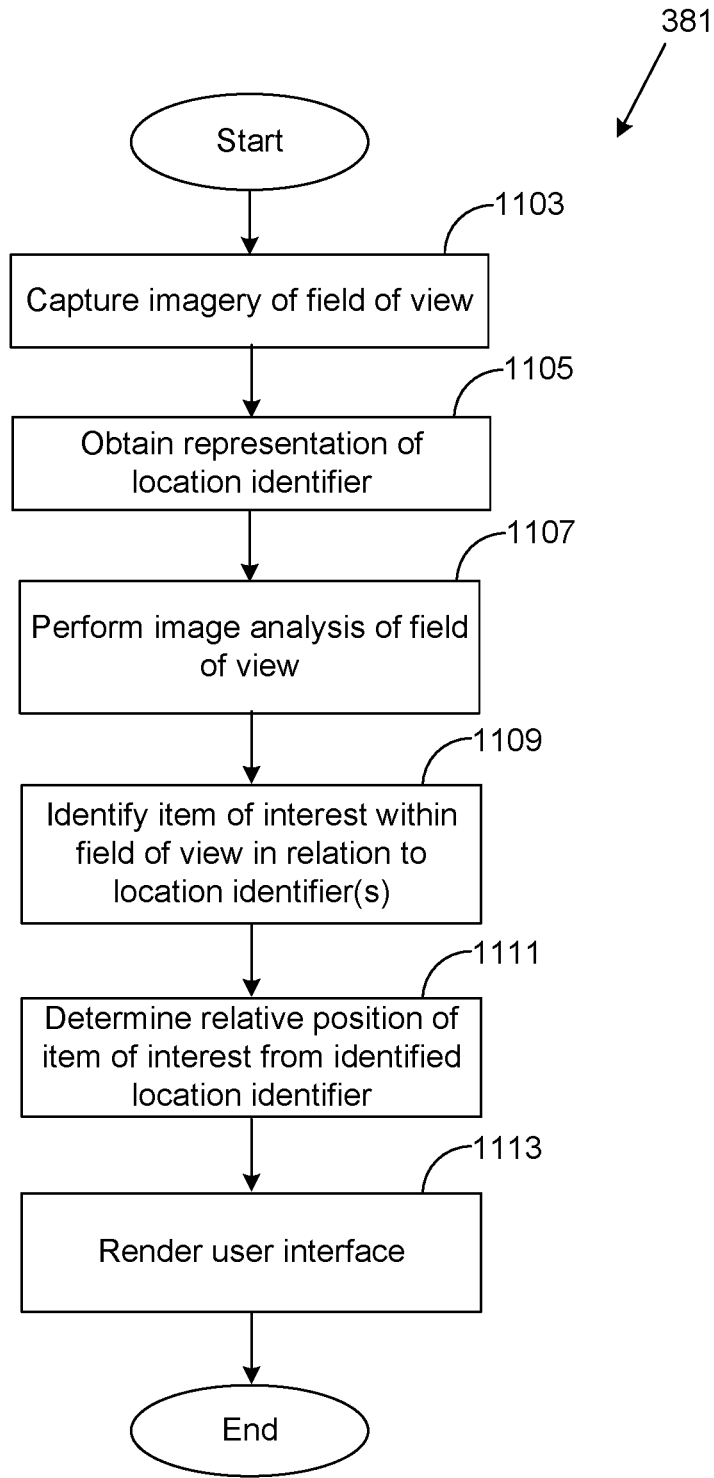 381
Start
1103
Capture imagery of field of view
1105
Obtain representation of
location identifier
1107
Perform image analysis of field
of view
1109
Identify item of interest within
field of view in relation to
location identifier(s)
1111
Determine relative position of
item of interest from identified
location identifier
1113
Render user interface
End